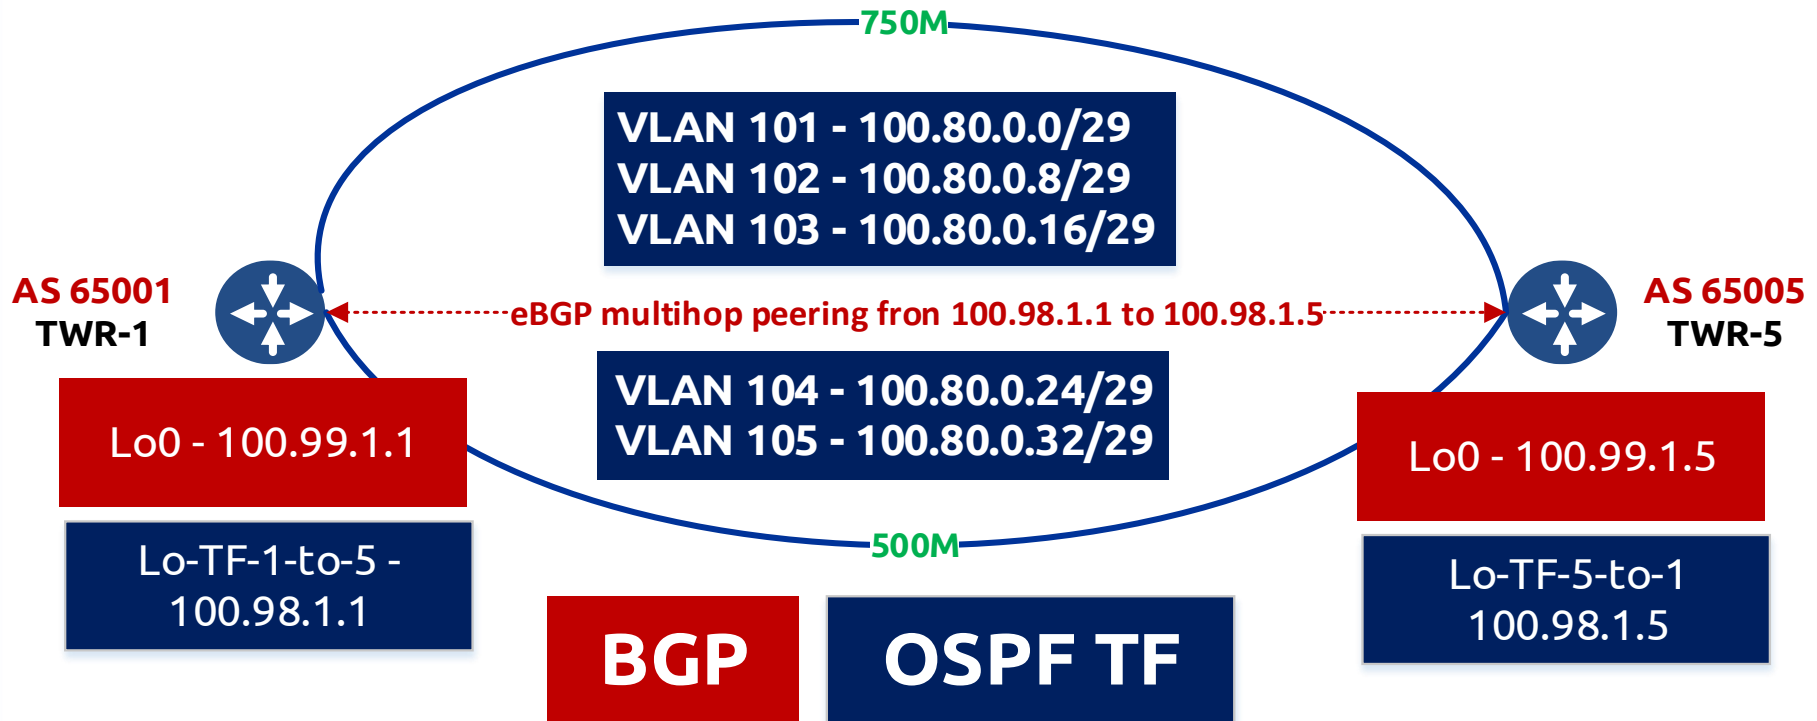 750M
VLAN 101 - 100.80.0.0/29
VLAN 102 - 100.80.0.8/29
VLAN 103 - 100.80.0.16/29
AS 65001
TWR-1
eBGP multihop peering fron 100.98.1.1 to 100.98.1.5
AS 65005
TWR-5
VLAN 104 - 100.80.0.24/29
VLAN 105 - 100.80.0.32/29
Lo0 - 100.99.1.1
Lo0 - 100.99.1.5
Lo-TF-1-to-5 -
100.98.1.1
500M
Lo-TF-5-to-1
100.98.1.5
BGP
OSPF TF